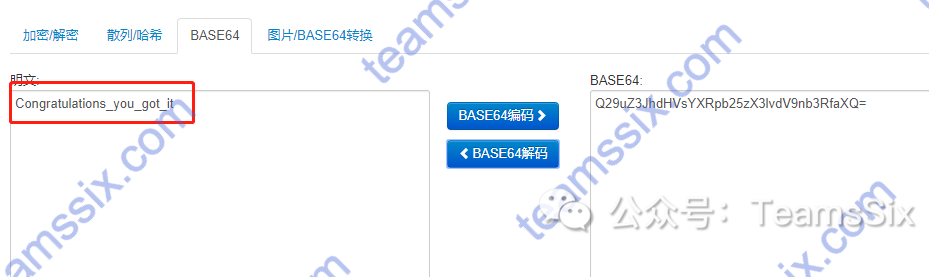 加密/解密 散列/哈希 BASE64 图片/BASE64转换
明文: BASE64:
Congratulations_you_got_it BASE64编码 Q29uZ3JhdHVsYXRpb25zX3lvdV9nb3RfaXQ=
BASE64解码
teamssix.com
teamssix.com
teamssix.com
公众号：TeamsSix